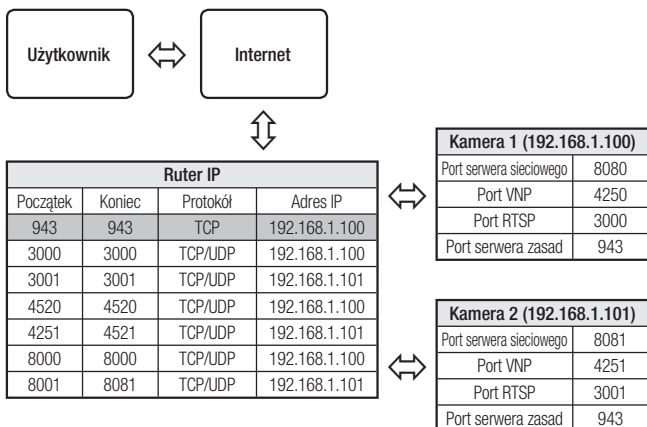 Użytkownik
Internet
Ruter IP
Początek Koniec Protokół Adres IP
943 943 TCP 192.168.1.100
3000 3000 TCP/UDP 192.168.1.100
3001 3001 TCP/UDP 192.168.1.101
4520 4520 TCP/UDP 192.168.1.100
4251 4521 TCP/UDP 192.168.1.101
8000 8000 TCP/UDP 192.168.1.100
8001 8081 TCP/UDP 192.168.1.101
Kamera 1 (192.168.1.100)
Port serwera sieciowego 8080
Port VNP 4250
Port RTSP 3000
Port serwera zasad 943
Kamera 2 (192.168.1.101)
Port serwera sieciowego 8081
Port VNP 4251
Port RTSP 3001
Port serwera zasad 943